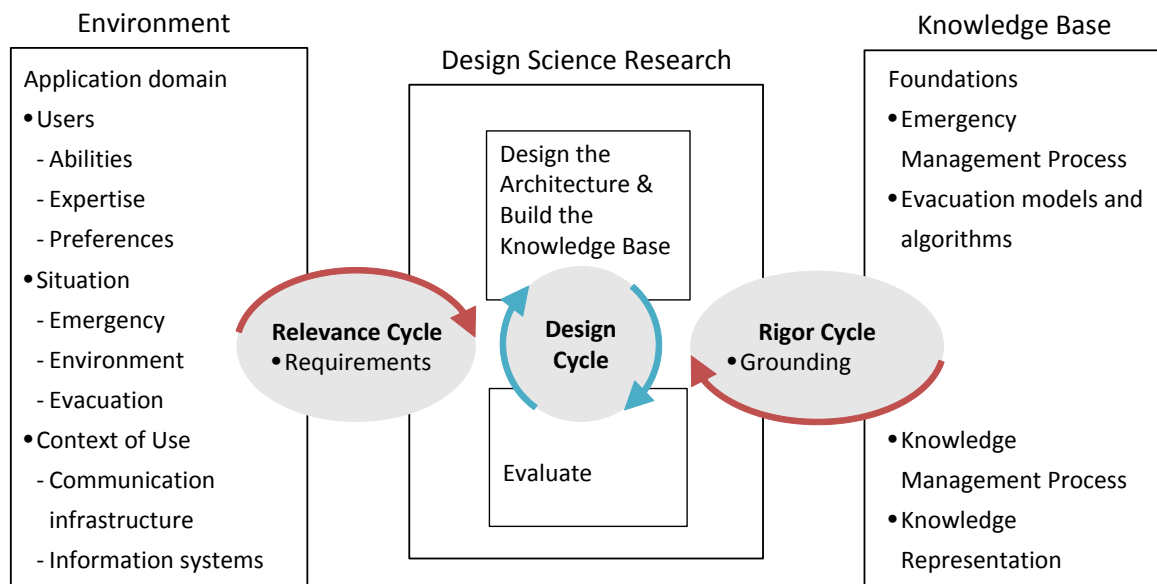 Environment
Application domain
•Users
- Abilities
- Expertise
- Preferences
•Situation
- Emergency
- Environment
- Evacuation
•Context of Use
- Communication
infrastructure
- Information systems
Relevance Cycle
•Requirements
Design Science Research
Design the
Architecture &
Build the
Knowledge Base
Design
Cycle
Evaluate
Rigor Cycle
•Grounding
Knowledge Base
Foundations
•Emergency
Management Process
•Evacuation models and
algorithms
•Knowledge
Management Process
•Knowledge
Representation